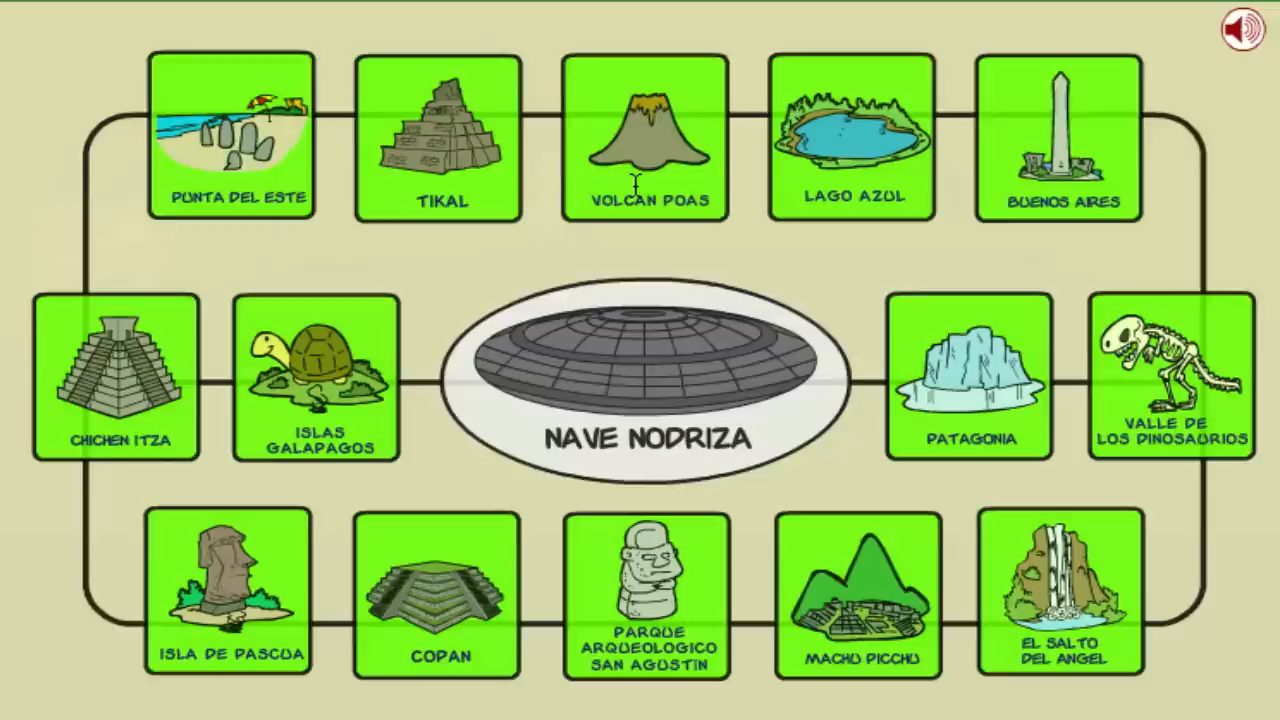 PUNTA DEL ESTE
TIKAL
VOLCAN POAS
LAGO AZUL
BUENOS AIRES
CHICHEN ITZA
ISLAS
GALAPAGOS
NAVE NODRIZA
PATAGONIA
VALLE DE
LOS DINOSAURIOS
ISLA DE PASCUA
COPAN
PARQUE
ARQUEOLOGICO
SAN AGUSTIN
MACHU PICCHU
EL SALTO
DEL ANGEL